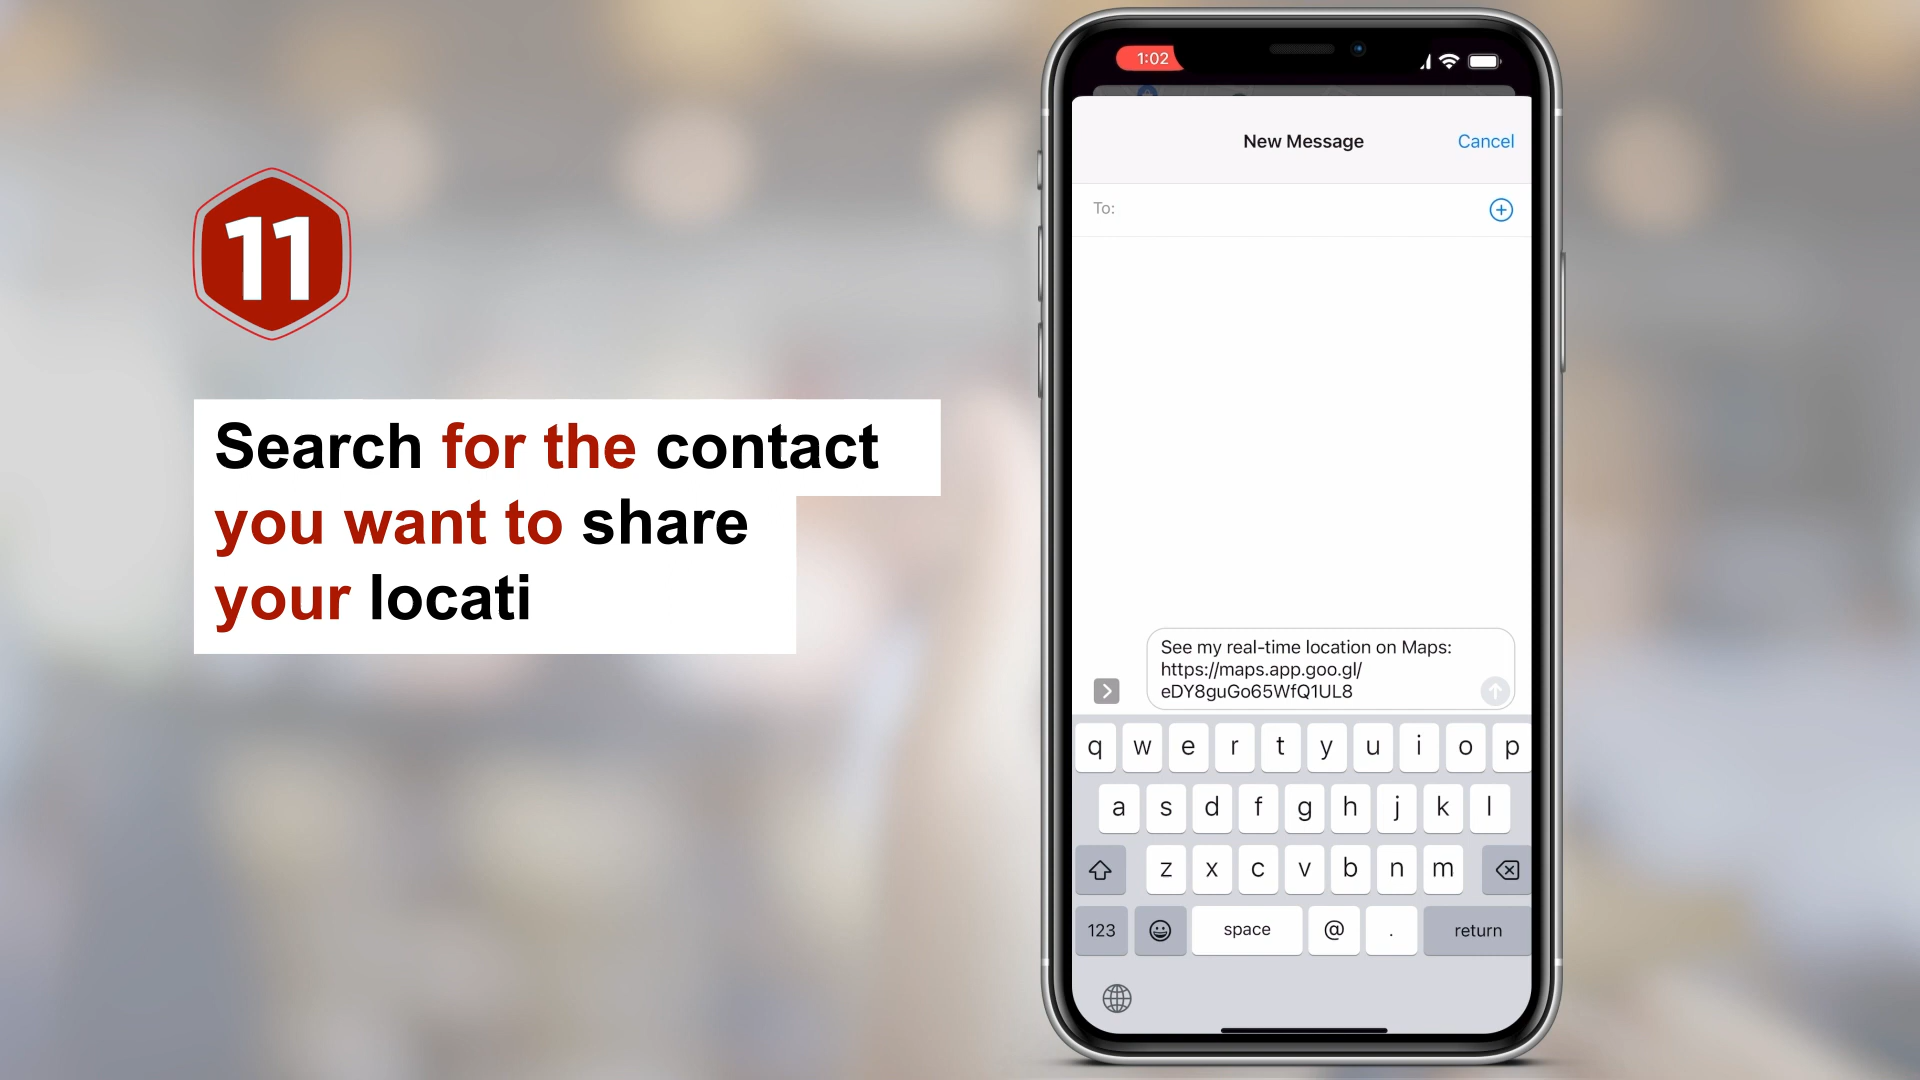 11
Search for the contact
you want to share
your locati
1:02
New Message
Cancel
To:
See my real-time location on Maps:
https://maps.app.goo.gl/
eDY8guGo65WfQ1UL8
q w e r t y u i o p
a s d f g h j k l
z x c v b n m
123 space @ . return